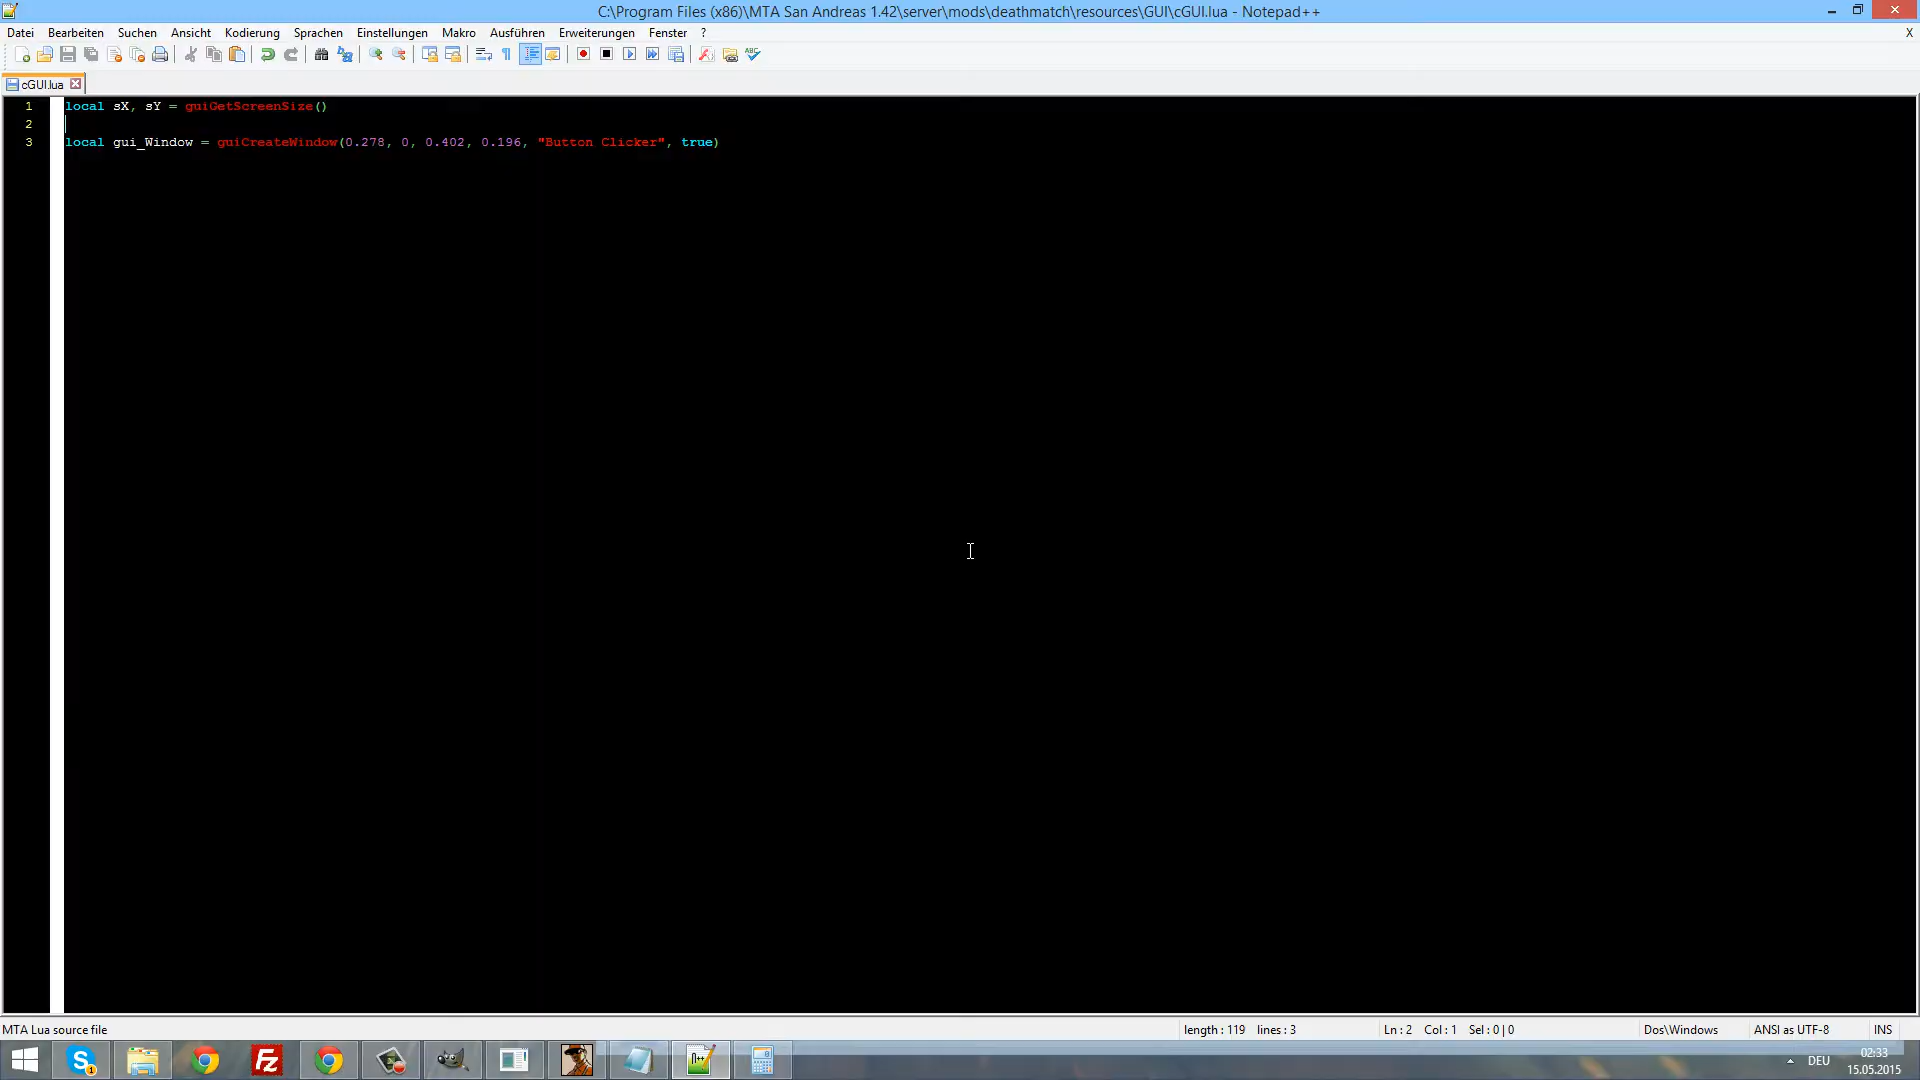 C:\Program Files (x86)\MTA San Andreas 1.42\server\mods\deathmatch\resources\GUI\cGUI.lua - Notepad++
Datei Bearbeiten Suchen Ansicht Kodierung Sprachen Einstellungen Makro Ausführen Erweiterungen Fenster ? X
cGUI.lua
1 local sX, sY = guiGetScreenSize()
2
3 local gui_Window = guiCreateWindow(0.278, 0, 0.402, 0.196, "Button Clicker", true)
MTA Lua source file length : 119 lines : 3 Ln : 2 Col : 1 Sel : 0 | 0 Dos\Windows ANSI as UTF-8 INS
DEU 02:33
15.05.2015